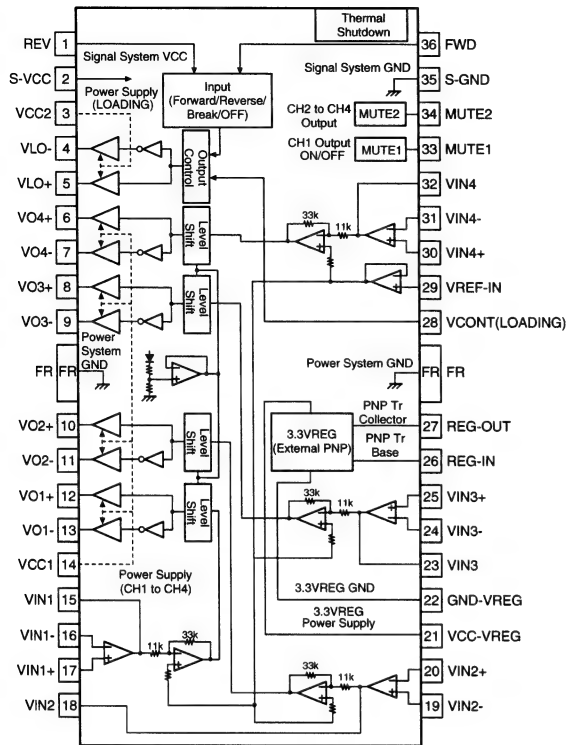 Thermal
Shutdown
REV 1
36 FWD
Signal System VCC
S-VCC 2
Signal System GND
35 S-GND
Input
(Forward/Reverse/
Break/OFF)
Power Supply
(LOADING)
VCC2 3
CH2 to CH4
Output
MUTE2
34 MUTE2
VLO- 4
Output
Control
CH1 Output
ON/OFF
MUTE1
33 MUTE1
VLO+ 5
32 VIN4
VO4+ 6
Level
Shift
33k
11k
31 VIN4-
VO4- 7
30 VIN4+
VO3+ 8
Level
Shift
29 VREF-IN
VO3- 9
28 VCONT(LOADING)
Power
System
GND
FR FR
Power System GND
FR FR
VO2+ 10
Level
Shift
3.3VREG
(External PNP)
PNP Tr
Collector
27 REG-OUT
VO2- 11
PNP Tr
Base
26 REG-IN
VO1+ 12
Level
Shift
33k
11k
25 VIN3+
VO1- 13
24 VIN3-
VCC1 14
23 VIN3
Power Supply
(CH1 to CH4)
3.3VREG GND
22 GND-VREG
VIN1 15
3.3VREG
Power Supply
21 VCC-VREG
VIN1- 16
11k
33k
VIN1+ 17
33k
11k
20 VIN2+
VIN2 18
19 VIN2-